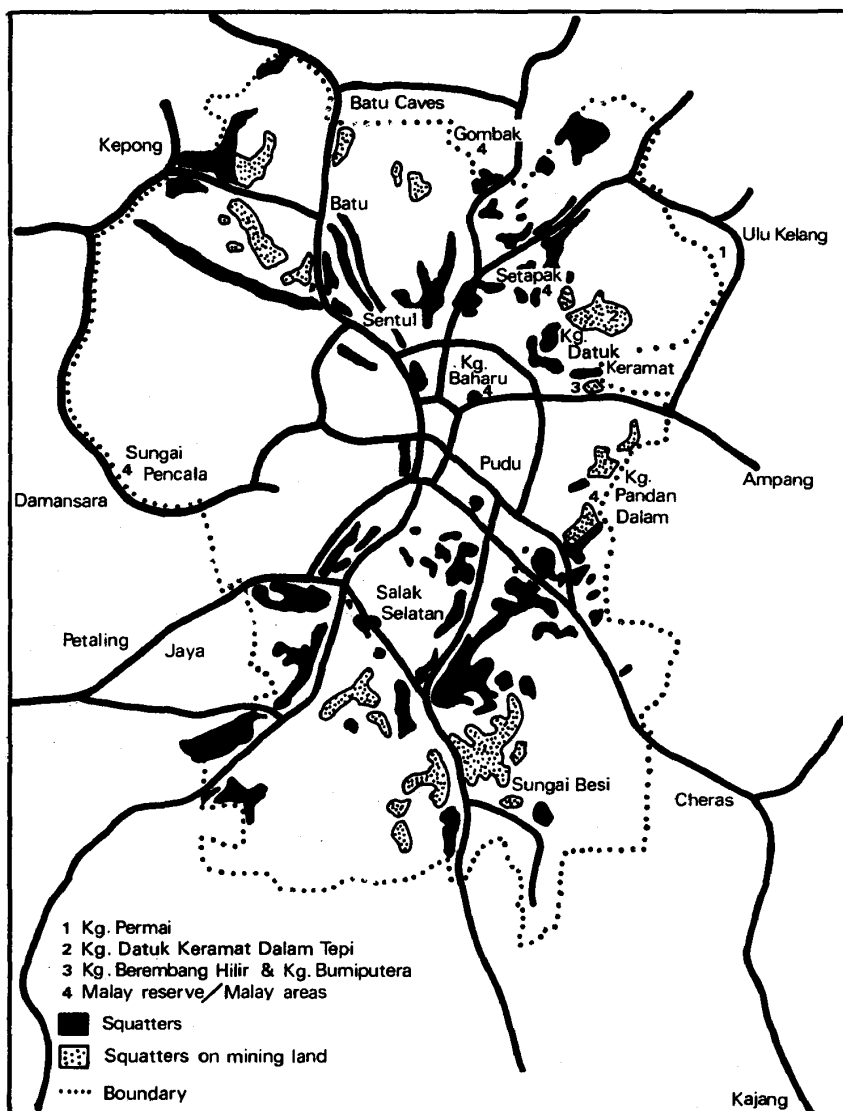 Batu Caves
Kepong
Gombak
4
Batu
Ulu Kelang
1
Setapak
4
2
Sentul
Kg.
Datuk
Keramat
3
Kg.
Baharu
4
Sungai
4 Pencala
Pudu
Ampang
Kg.
4 Pandan
Dalam
Damansara
Salak
Selatan
Petaling
Jaya
Sungai Besi
Cheras
1 Kg. Permai
2 Kg. Datuk Keramat Dalam Tepi
3 Kg. Berembang Hilir & Kg. Bumiputera
4 Malay reserve/Malay areas
Squatters
Squatters on mining land
Boundary
Kajang